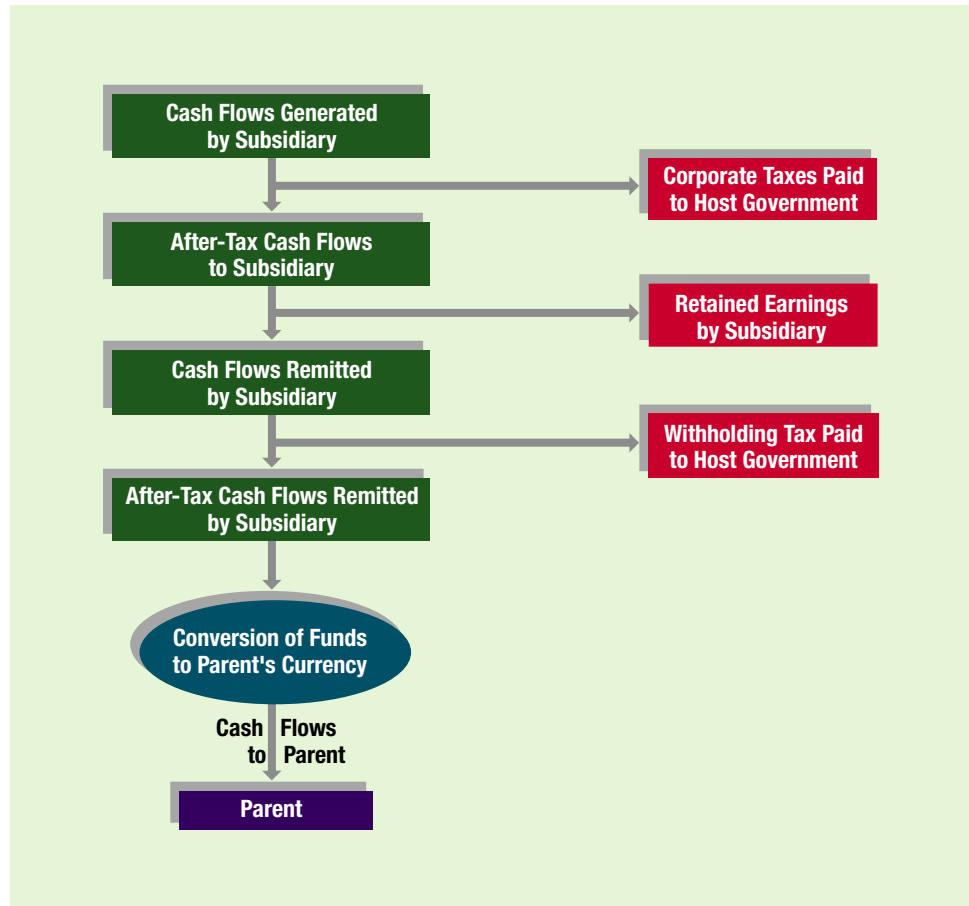 Cash Flows Generated
by Subsidiary
Corporate Taxes Paid
to Host Government
After-Tax Cash Flows
to Subsidiary
Retained Earnings
by Subsidiary
Cash Flows Remitted
by Subsidiary
Withholding Tax Paid
to Host Government
After-Tax Cash Flows Remitted
by Subsidiary
Conversion of Funds
to Parent's Currency
Cash Flows
to Parent
Parent